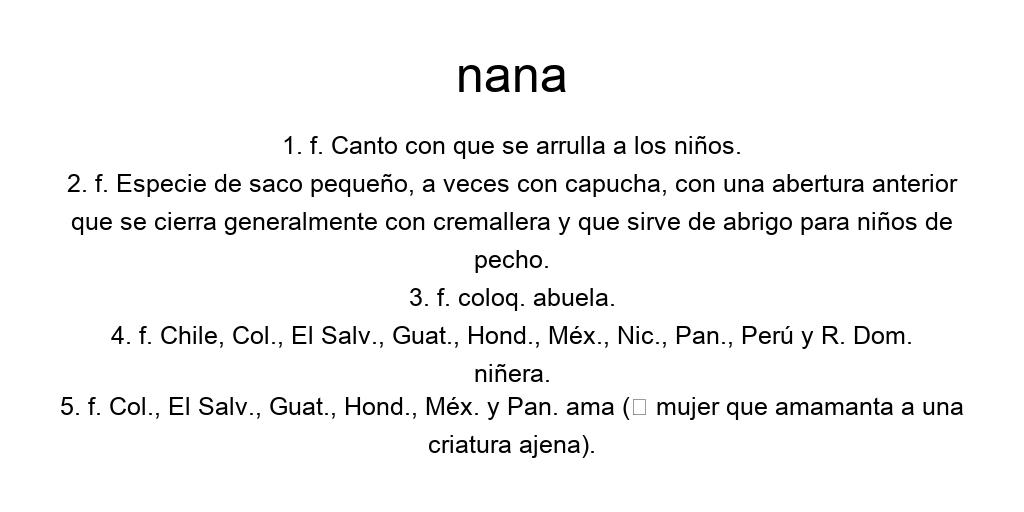 nana
1. f. Canto con que se arrulla a los niños.
2. f. Especie de saco pequeño, a veces con capucha, con una abertura anterior
que se cierra generalmente con cremallera y que sirve de abrigo para niños de
pecho.
3. f. coloq. abuela.
4. f. Chile, Col., El Salv., Guat., Hond., Méx., Nic., Pan., Perú y R. Dom.
niñera.
5. f. Col., El Salv., Guat., Hond., Méx. y Pan. ama (□ mujer que amamanta a una
criatura ajena).